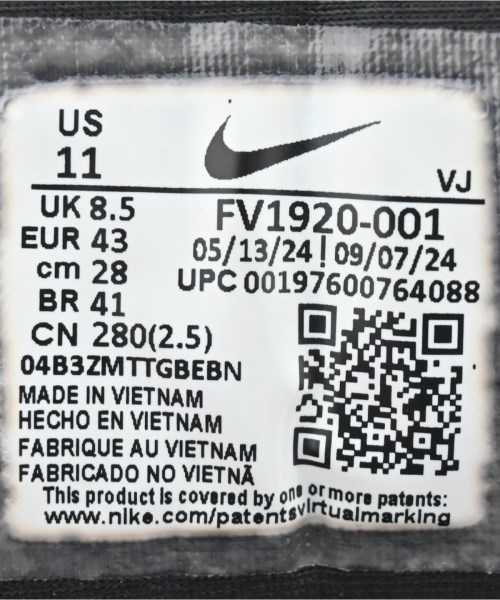 US
11
VJ
UK 8.5
EUR 43
cm 28
BR 41
CN 280(2.5)
FV1920-001
05/13/24 | 09/07/24
UPC 00197600764088
04B3ZMTTGBEBN
MADE IN VIETNAM
HECHO EN VIETNAM
FABRIQUE AU VIETNAM
FABRICADO NO VIETNÃ
This product is covered by one or more patents:
www.nike.com/patentsvirtualmarking